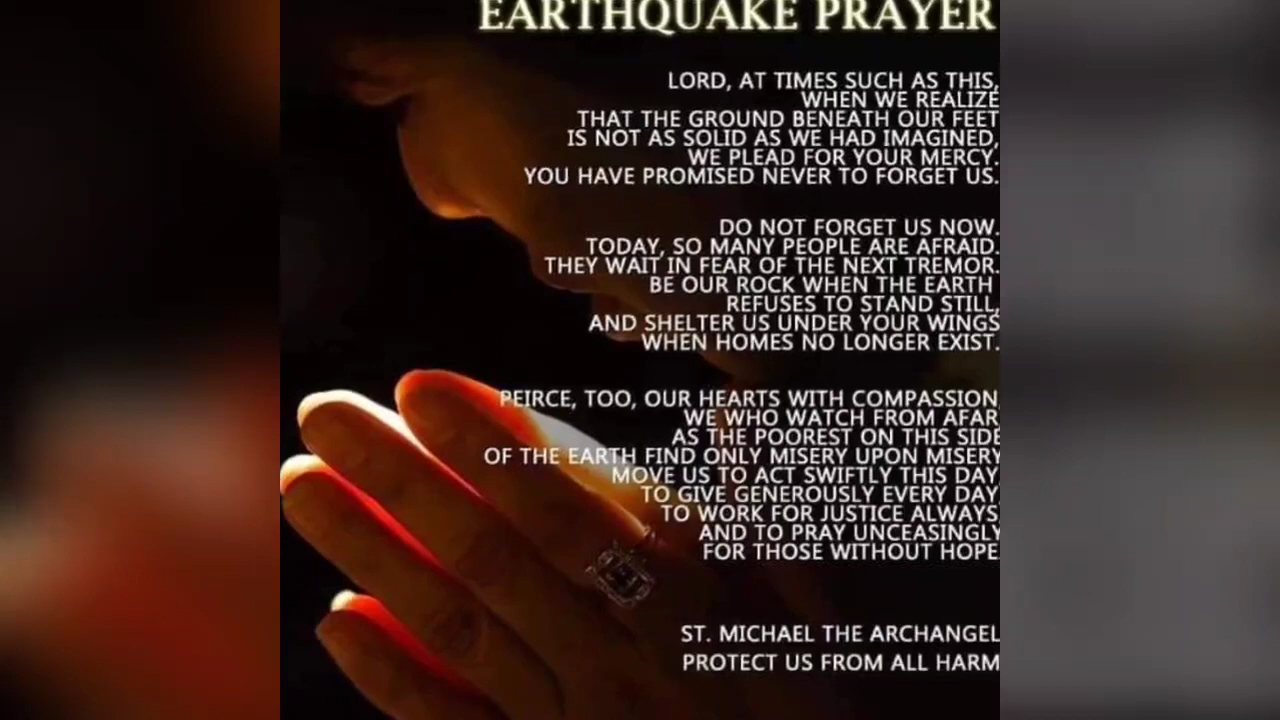 EARTHQUAKE PRAYER
LORD, AT TIMES SUCH AS THIS,
WHEN WE REALIZE
THAT THE GROUND BENEATH OUR FEET
IS NOT AS SOLID AS WE HAD IMAGINED,
WE PLEAD FOR YOUR MERCY.
YOU HAVE PROMISED NEVER TO FORGET US.
DO NOT FORGET US NOW.
TODAY, SO MANY PEOPLE ARE AFRAID.
THEY WAIT IN FEAR OF THE NEXT TREMOR.
BE OUR ROCK WHEN THE EARTH
REFUSES TO STAND STILL,
AND SHELTER US UNDER YOUR WINGS
WHEN HOMES NO LONGER EXIST.
PEIRCE, TOO, OUR HEARTS WITH COMPASSION,
WE WHO WATCH FROM AFAR
AS THE POOREST ON THIS SIDE
OF THE EARTH FIND ONLY MISERY UPON MISERY
MOVE US TO ACT SWIFTLY THIS DAY,
TO GIVE GENEROUSLY EVERY DAY,
TO WORK FOR JUSTICE ALWAYS,
AND TO PRAY UNCEASINGLY
FOR THOSE WITHOUT HOPE.
ST. MICHAEL THE ARCHANGEL
PROTECT US FROM ALL HARM